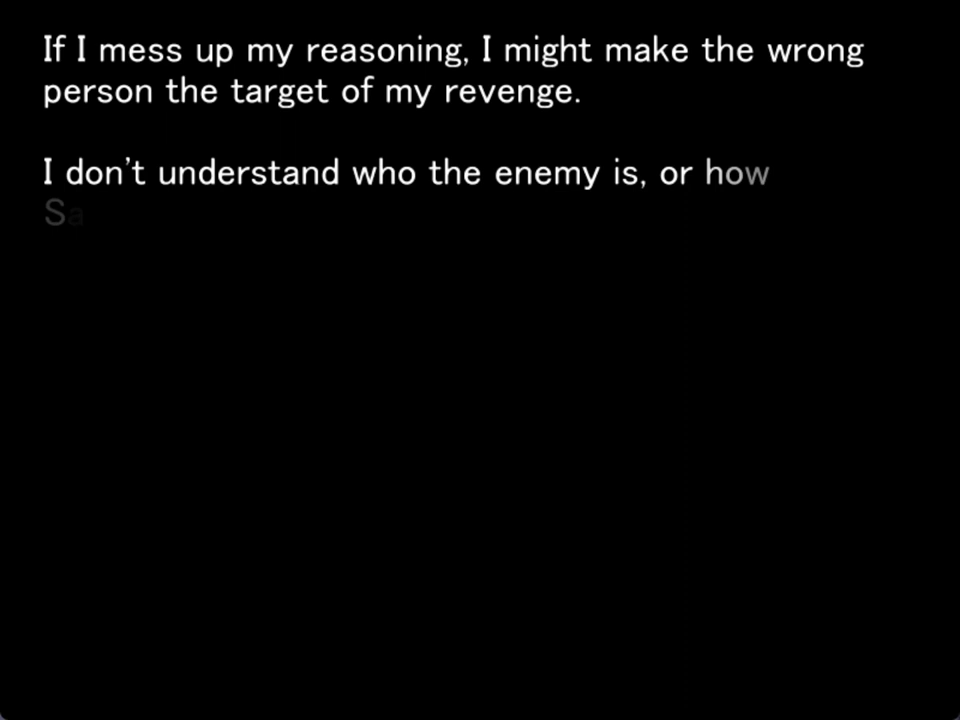 If I mess up my reasoning, I might make the wrong
person the target of my revenge.
I don't understand who the enemy is, or how
Sa